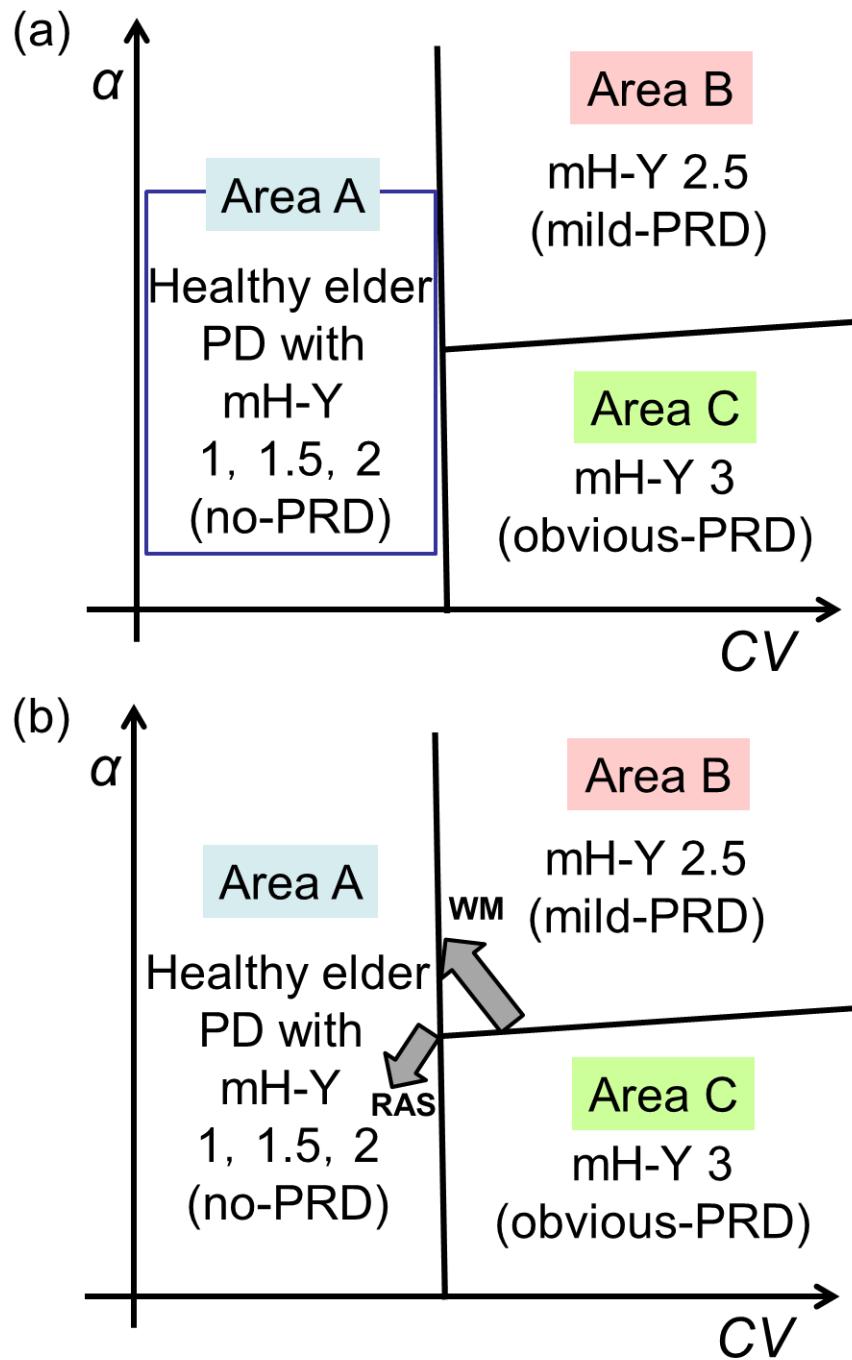 (a)
α
Area A
Healthy elder
PD with
mH-Y
1, 1.5, 2
(no-PRD)
Area B
mH-Y 2.5
(mild-PRD)
Area C
mH-Y 3
(obvious-PRD)
CV
(b)
α
Area A
Healthy elder
PD with
mH-Y
1, 1.5, 2
(no-PRD)
WM
RAS
Area B
mH-Y 2.5
(mild-PRD)
Area C
mH-Y 3
(obvious-PRD)
CV